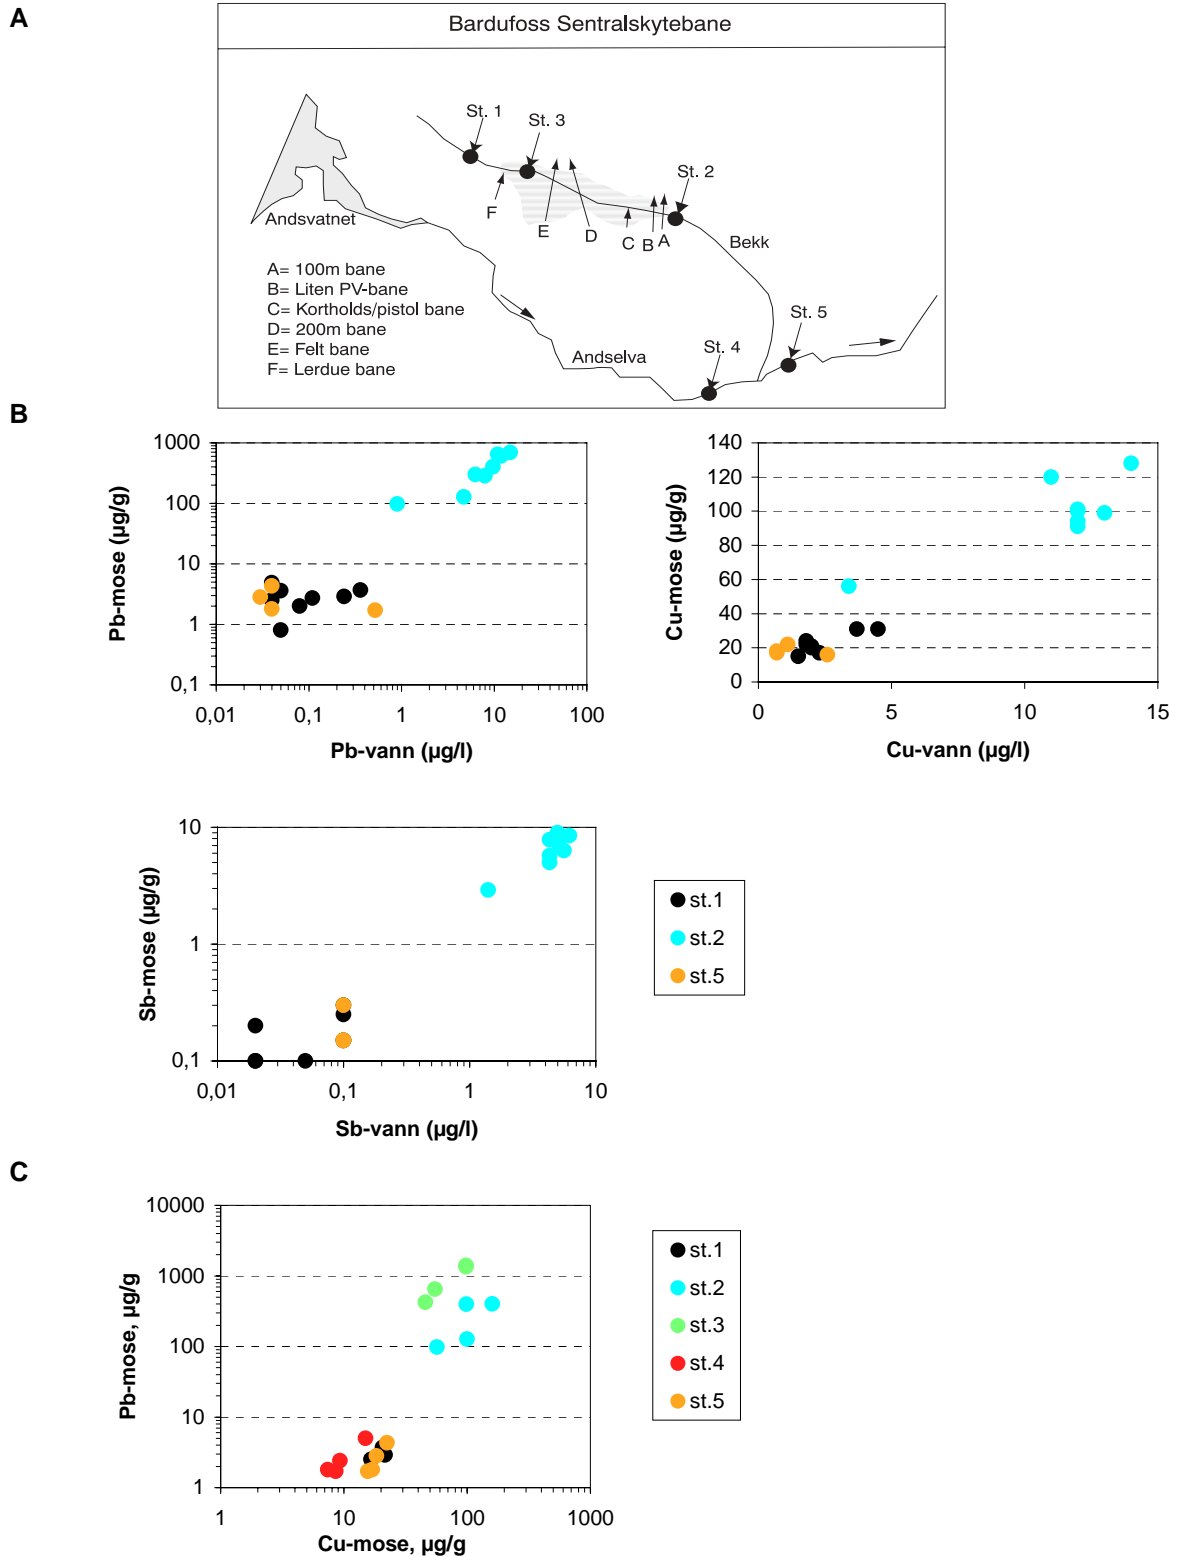 A
Bardufoss Sentralskytebane
St. 1
St. 3
St. 2
F
E
D
C
B
A
Andsvatnet
Bekk
A= 100m bane
B= Liten PV-bane
C= Kortholds/pistol bane
D= 200m bane
E= Felt bane
F= Lerdue bane
St. 5
Andselva
St. 4
B
Pb-mose (µg/g)
1000
100
10
1
0,1
0,01
0,1
1
10
100
Pb-vann (µg/l)
Cu-mose (µg/g)
140
120
100
80
60
40
20
0
0
5
10
15
Cu-vann (µg/l)
Sb-mose (µg/g)
10
1
0,1
0,01
0,1
1
10
Sb-vann (µg/l)
st.1
st.2
st.5
C
Pb-mose, µg/g
10000
1000
100
10
1
1
10
100
1000
Cu-mose, µg/g
st.1
st.2
st.3
st.4
st.5